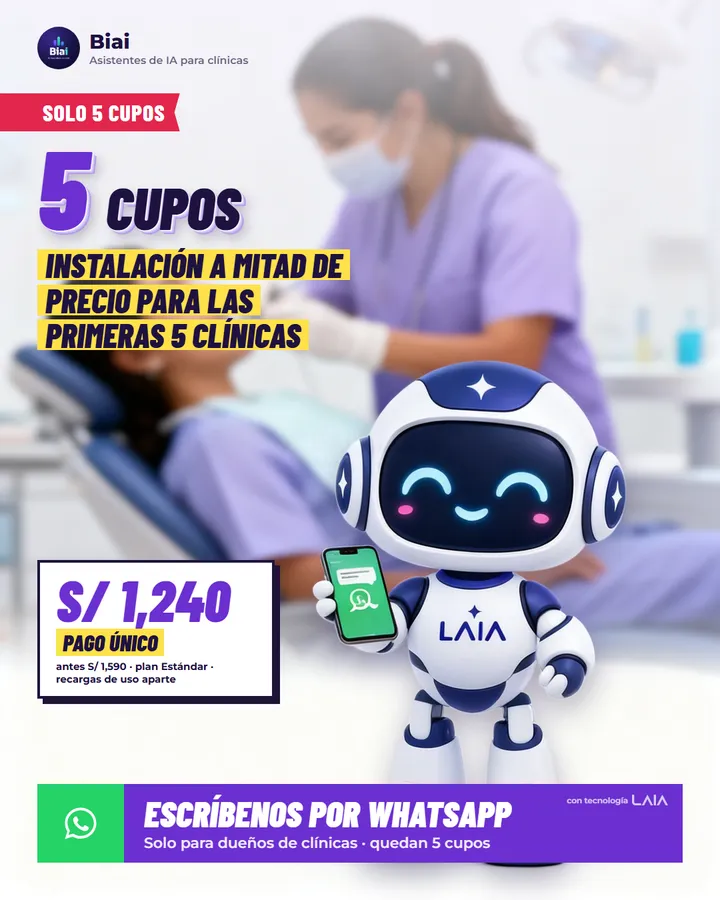 Biai
Biai
Asistentes de IA para clínicas
SOLO 5 CUPOS
5 CUPOS
INSTALACIÓN A MITAD DE
PRECIO PARA LAS
PRIMERAS 5 CLÍNICAS
S/ 1,240
PAGO ÚNICO
antes S/ 1,590 · plan Estándar ·
recargas de uso aparte
LAIA
ESCRÍBENOS POR WHATSAPP
con tecnología LAIA
Solo para dueños de clínicas · quedan 5 cupos